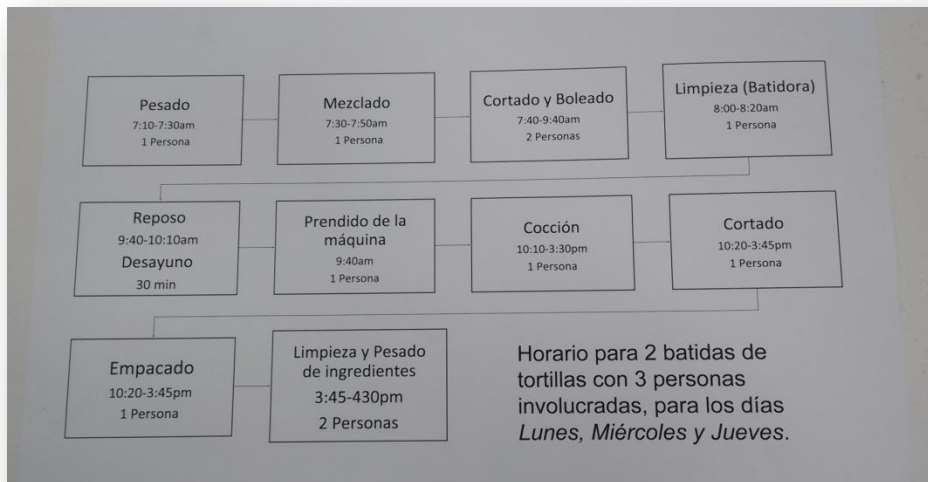 Pesado
7:10-7:30am
1 Persona
Mezclado
7:30-7:50am
1 Persona
Cortado y Boleado
7:40-9:40am
2 Personas
Limpieza (Batidora)
8:00-8:20am
1 Persona
Reposo
9:40-10:10am
Desayuno
30 min
Prendido de la
máquina
9:40am
1 Persona
Cocción
10:10-3:30pm
1 Persona
Cortado
10:20-3:45pm
1 Persona
Empacado
10:20-3:45pm
1 Persona
Limpieza y Pesado
de ingredientes
3:45-430pm
2 Personas
Horario para 2 batidas de
tortillas con 3 personas
involucradas, para los días
Lunes, Miércoles y Jueves.